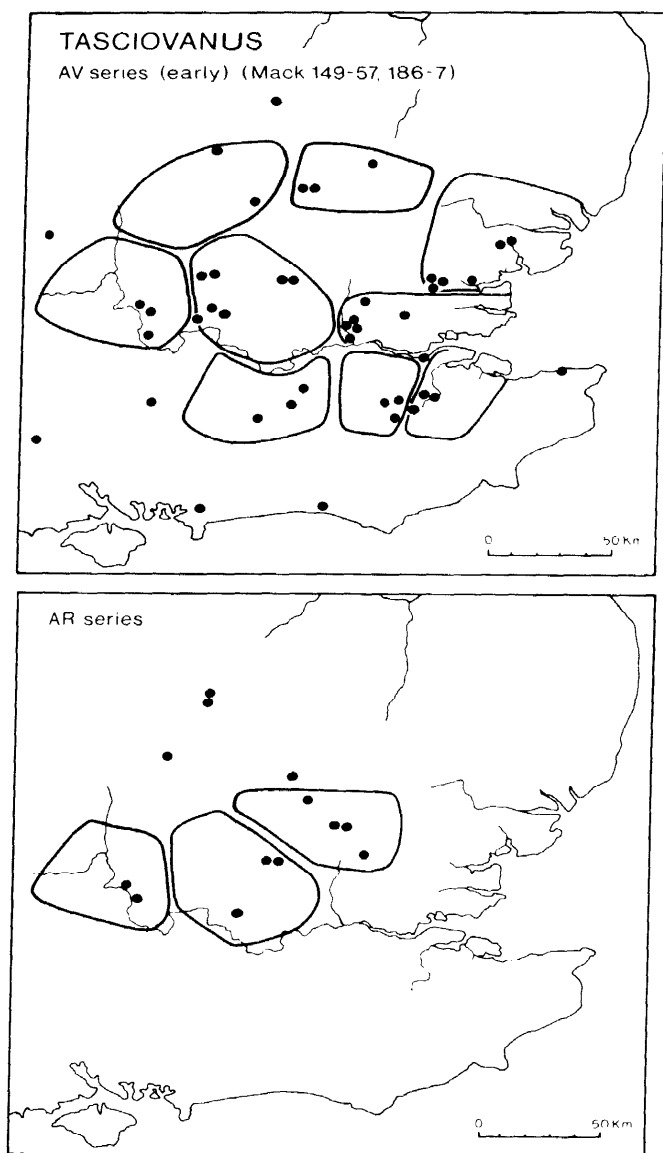 TASCIOVANUS
AV series (early) (Mack 149-57, 186-7)
0 50 Km
AR series
0 50 Km